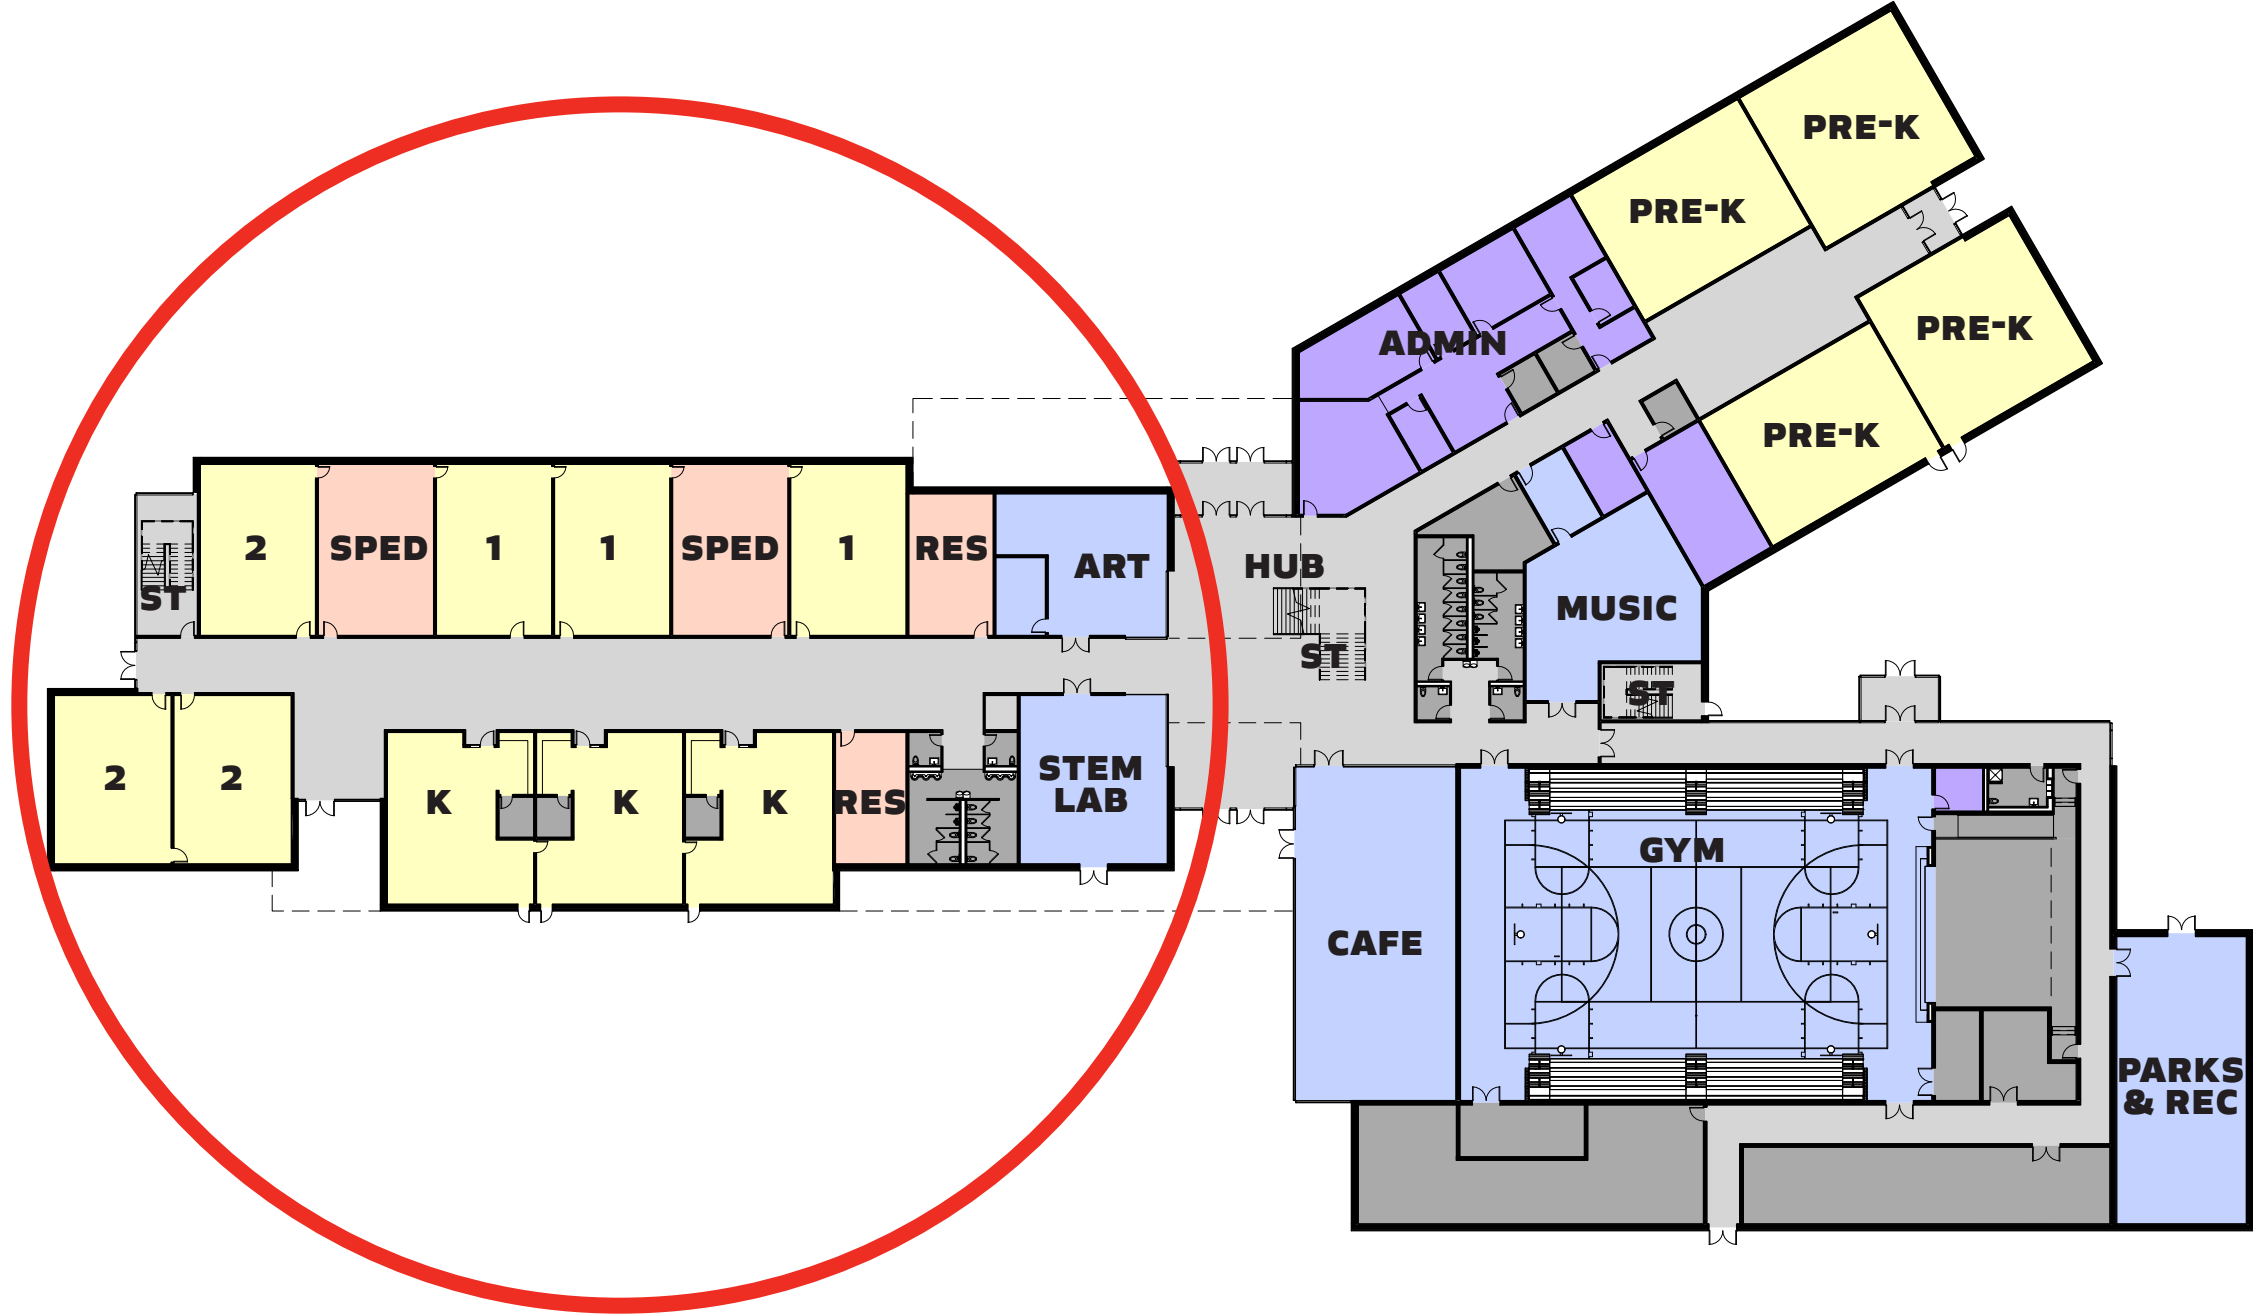 PRE-K
PRE-K
PRE-K
ADMIN
PRE-K
2
SPED
1
1
SPED
1
RES
ART
HUB
ST
MUSIC
ST
ST
2
2
K
K
K
RES
STEM
LAB
GYM
CAFE
PARKS
& REC